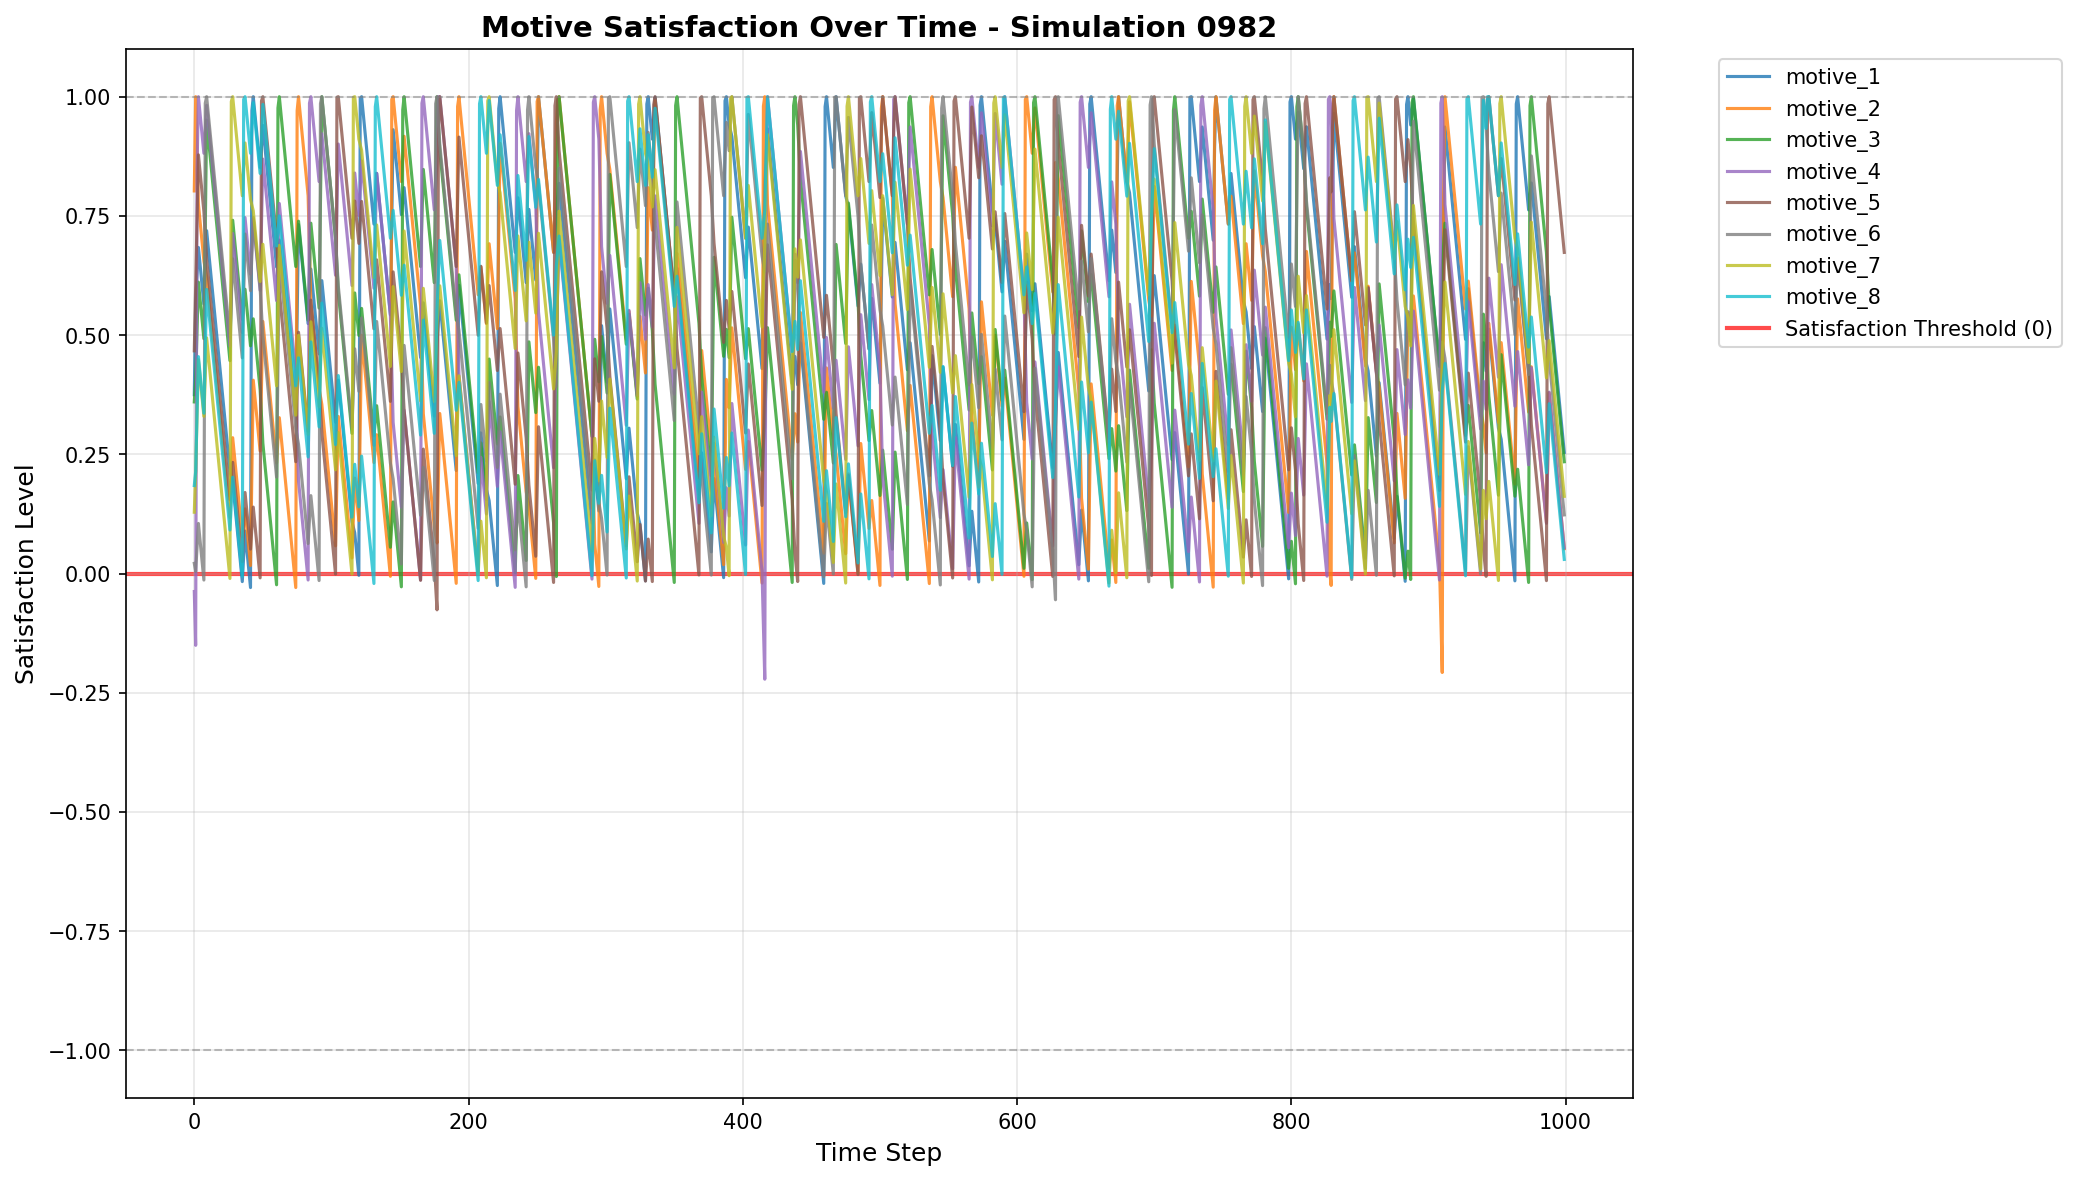 Motive Satisfaction Over Time - Simulation 0982
Satisfaction Level
1.00
0.75
0.50
0.25
0.00
−0.25
−0.50
−0.75
−1.00
0
200
400
600
800
1000
Time Step
motive_1
motive_2
motive_3
motive_4
motive_5
motive_6
motive_7
motive_8
Satisfaction Threshold (0)